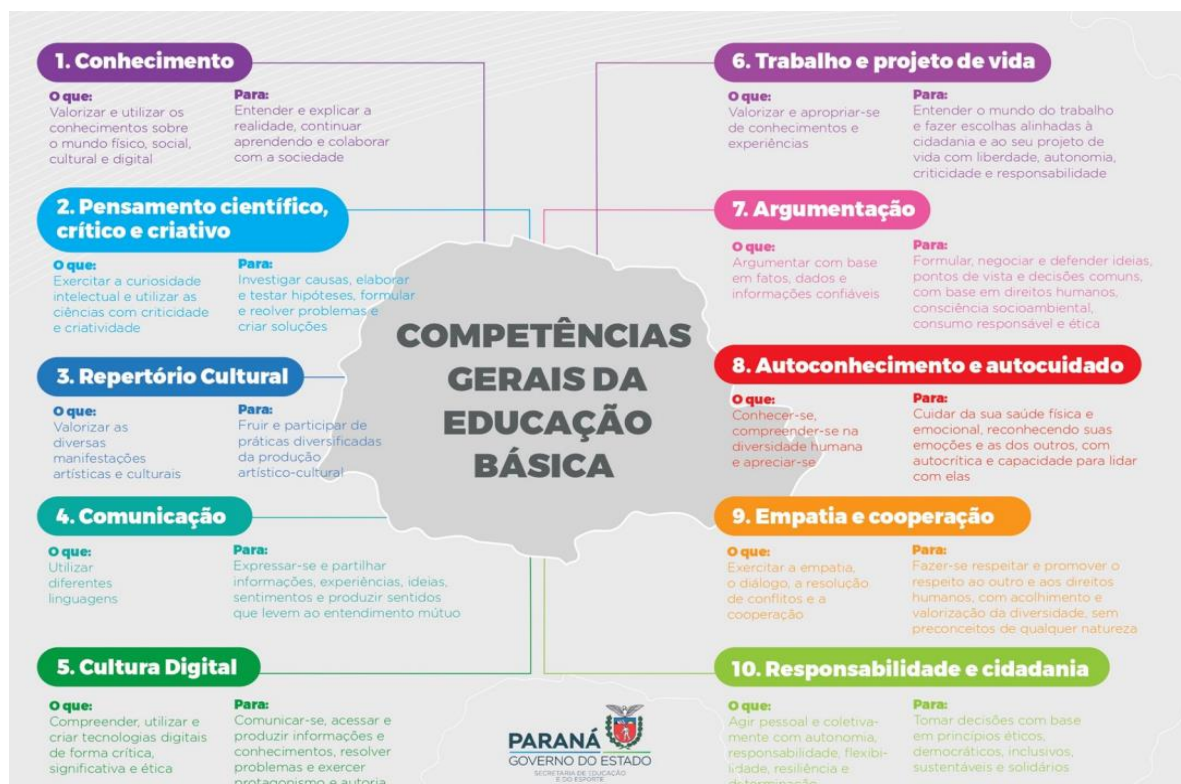 1. Conhecimento
O que:
Valorizar e utilizar os
conhecimentos sobre
o mundo físico, social,
cultural e digital
Para:
Entender e explicar a
realidade, continuar
aprendendo e colaborar
com a sociedade
2. Pensamento científico,
crítico e criativo
O que:
Exercitar a curiosidade
intelectual e utilizar as
ciências com criticidade
e criatividade
Para:
Investigar causas, elaborar
e testar hipóteses, formular
e reolver problemas e
criar soluções
3. Repertório Cultural
O que:
Valorizar as
diversas
manifestações
artísticas e culturais
Para:
Fruir e participar de
práticas diversificadas
da produção
artístico-cultural
4. Comunicação
O que:
Utilizar
diferentes
linguagens
Para:
Expressar-se e partilhar
informações, experiências, ideias,
sentimentos e produzir sentidos
que levem ao entendimento mútuo
5. Cultura Digital
O que:
Compreender, utilizar e
criar tecnologias digitais
de forma crítica,
significativa e ética
Para:
Comunicar-se, acessar e
produzir informações e
conhecimentos, resolver
problemas e exercer
protagonismo e autoria
COMPETÊNCIAS
GERAIS DA
EDUCAÇÃO
BÁSICA
6. Trabalho e projeto de vida
O que:
Valorizar e apropriar-se
de conhecimentos e
experiências
Para:
Entender o mundo do trabalho
e fazer escolhas alinhadas à
cidadania e ao seu projeto de
vida com liberdade, autonomia,
criticidade e responsabilidade
7. Argumentação
O que:
Argumentar com base
em fatos, dados e
informações confiáveis
Para:
Formular, negociar e defender ideias,
pontos de vista e decisões comuns,
com base em direitos humanos,
consciência socioambiental,
consumo responsável e ética
8. Autoconhecimento e autocuidado
O que:
Conhecer-se,
compreender-se na
diversidade humana
e apreciar-se
Para:
Cuidar da sua saúde física e
emocional, reconhecendo suas
emoções e as dos outros, com
autocrítica e capacidade para lidar
com elas
9. Empatia e cooperação
O que:
Exercitar a empatia,
o diálogo, a resolução
de conflitos e a
cooperação
Para:
Fazer-se respeitar e promover o
respeito ao outro e aos direitos
humanos, com acolhimento e
valorização da diversidade, sem
preconceitos de qualquer natureza
10. Responsabilidade e cidadania
O que:
Agir pessoal e coletiva-
mente com autonomia,
responsabilidade, flexibi-
lidade, resiliência e
determinação
Para:
Tomar decisões com base
em princípios éticos,
democráticos, inclusivos,
sustentáveis e solidários
PARANÁ
GOVERNO DO ESTADO
SECRETARIA DE EDUCAÇÃO
E DO ESPORTE